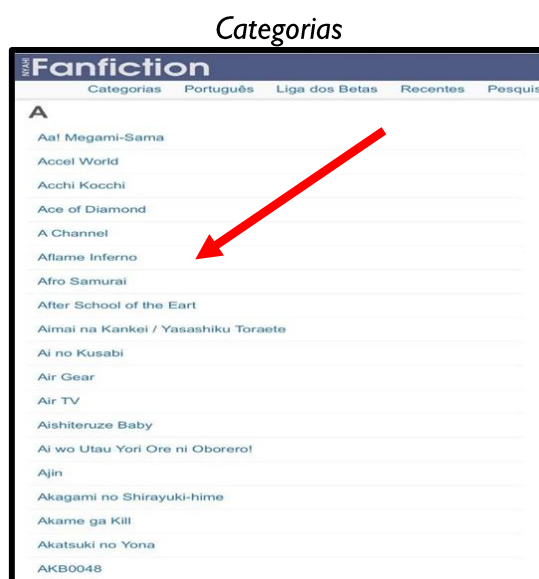 Categorias
NYAH!
Fanfiction
Categorias Português Liga dos Betas Recentes Pesquis
A
Aa! Megami-Sama
Accel World
Acchi Kocchi
Ace of Diamond
A Channel
Aflame Inferno
Afro Samurai
After School of the Eart
Aimai na Kankei / Yasashiku Toraete
Ai no Kusabi
Air Gear
Air TV
Aishiteruze Baby
Ai wo Utau Yori Ore ni Oborero!
Ajin
Akagami no Shirayuki-hime
Akame ga Kill
Akatsuki no Yona
AKB0048